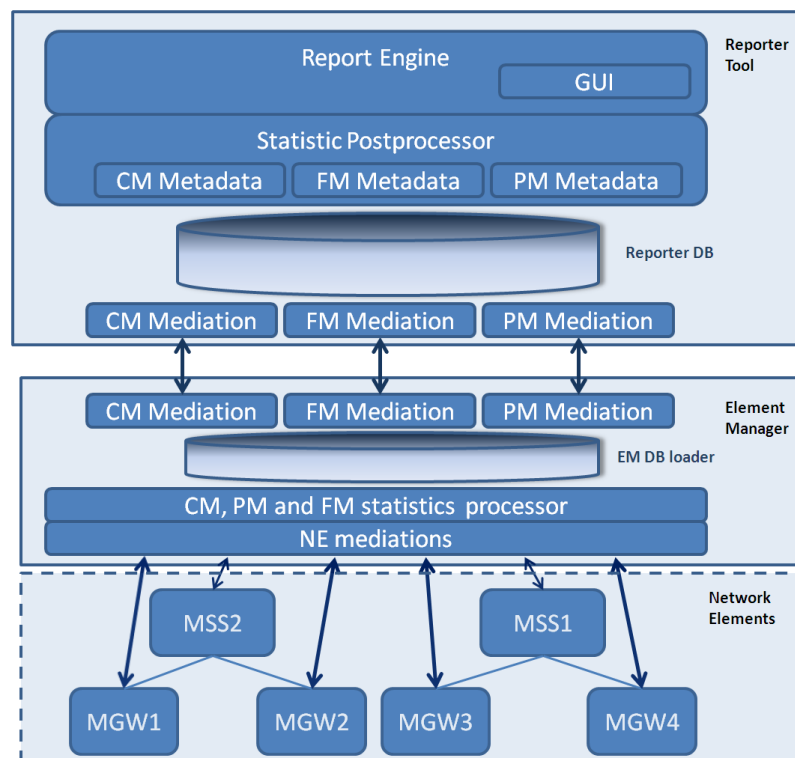 Report Engine
Reporter
Tool
GUI
Statistic Postprocessor
CM Metadata
FM Metadata
PM Metadata
Reporter DB
CM Mediation
FM Mediation
PM Mediation
CM Mediation
FM Mediation
PM Mediation
Element
Manager
EM DB loader
CM, PM and FM statistics processor
NE mediations
Network
Elements
MSS2
MSS1
MGW1
MGW2
MGW3
MGW4